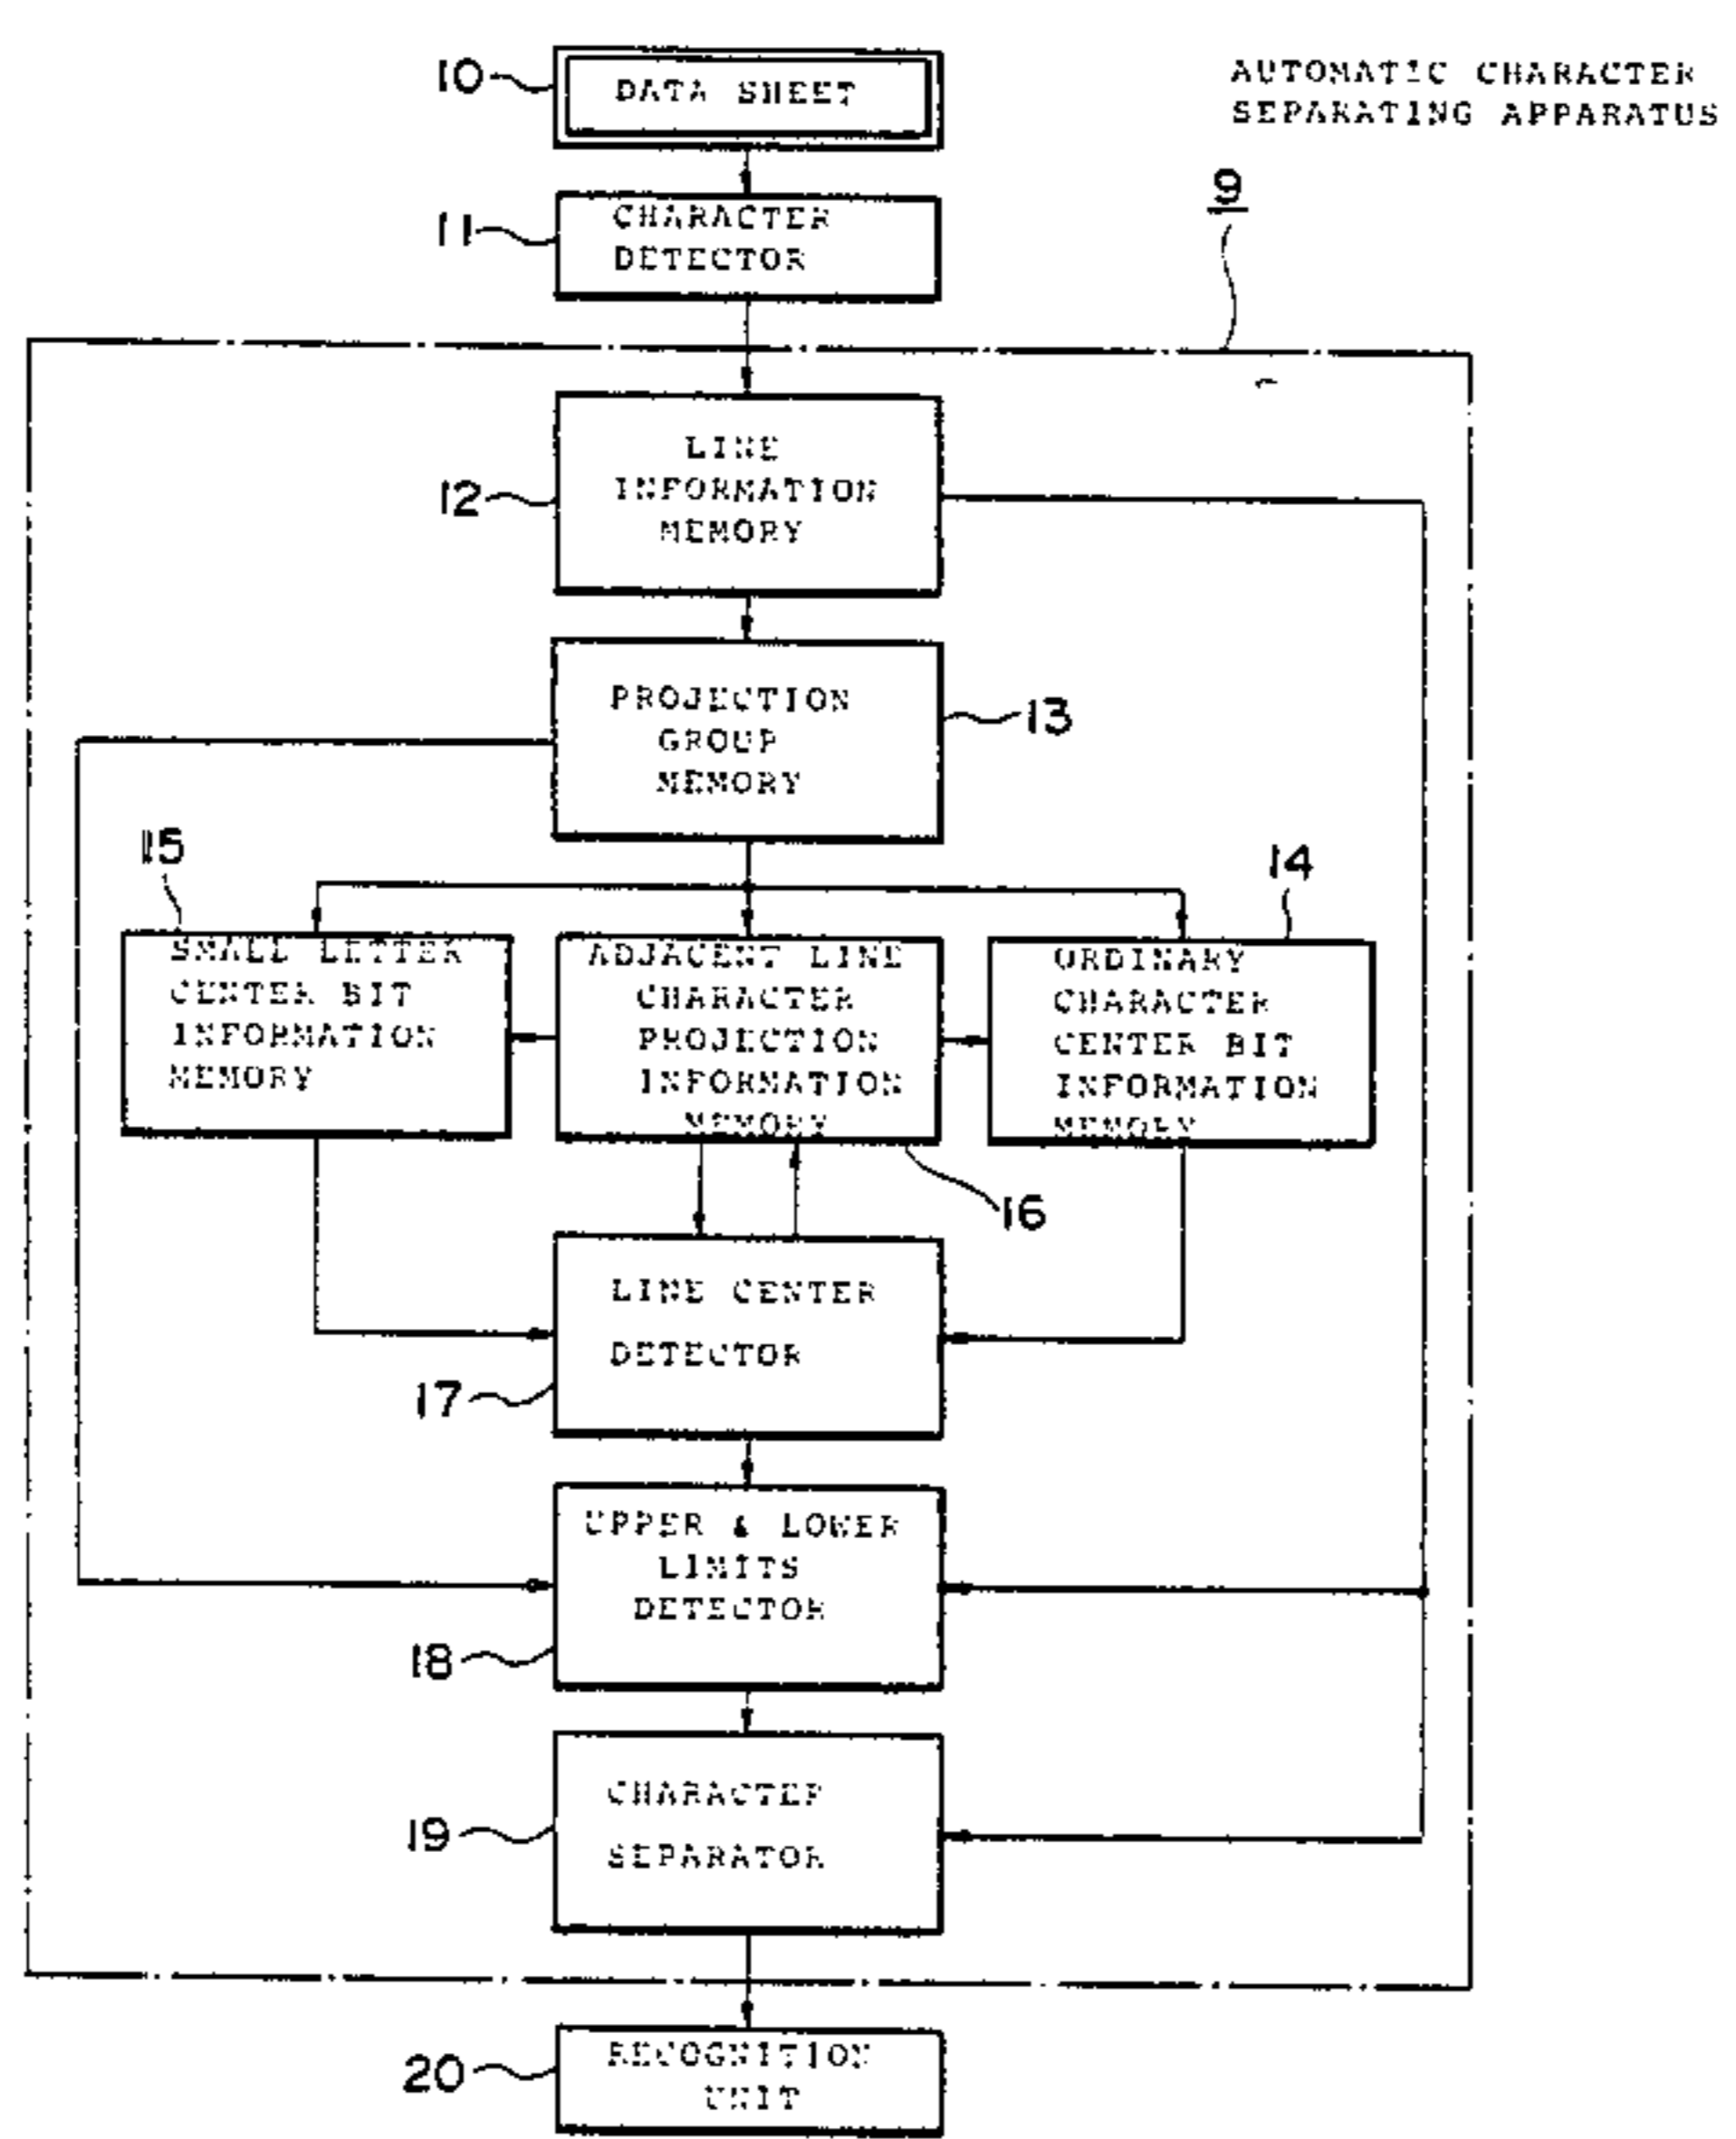 10
DATA SHEET
AUTOMATIC CHARACTER
SEPARATING APPARATUS
9
11
CHARACTER
DETECTOR
12
LINE
INFORMATION
MEMORY
13
PROJECTION
GROUP
MEMORY
15
SMALL LETTER
CENTER BIT
INFORMATION
MEMORY
ADJACENT LINE
CHARACTER
PROJECTION
INFORMATION
MEMORY
14
ORDINARY
CHARACTER
CENTER BIT
INFORMATION
MEMORY
16
LINE CENTER
DETECTOR
17
UPPER & LOWER
LIMITS
DETECTOR
18
CHARACTER
SEPARATOR
19
RECOGNITION
UNIT
20